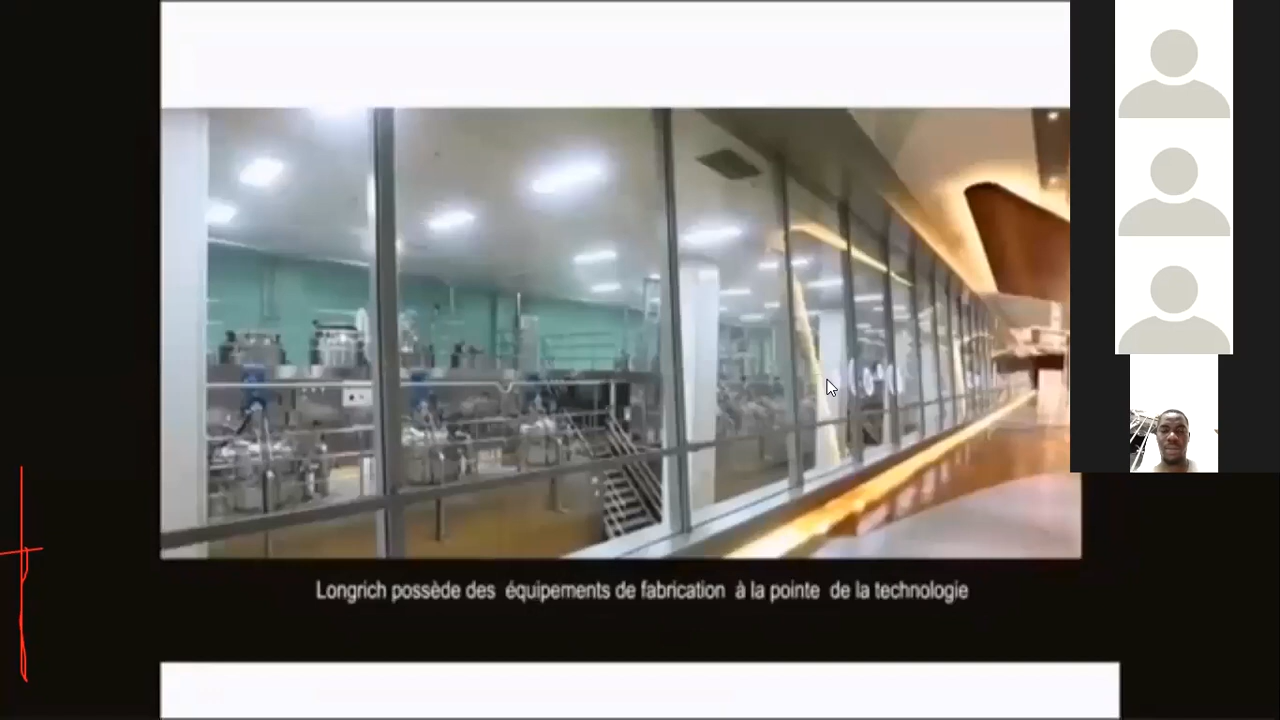 Longrich possède des équipements de fabrication à la pointe de la technologie